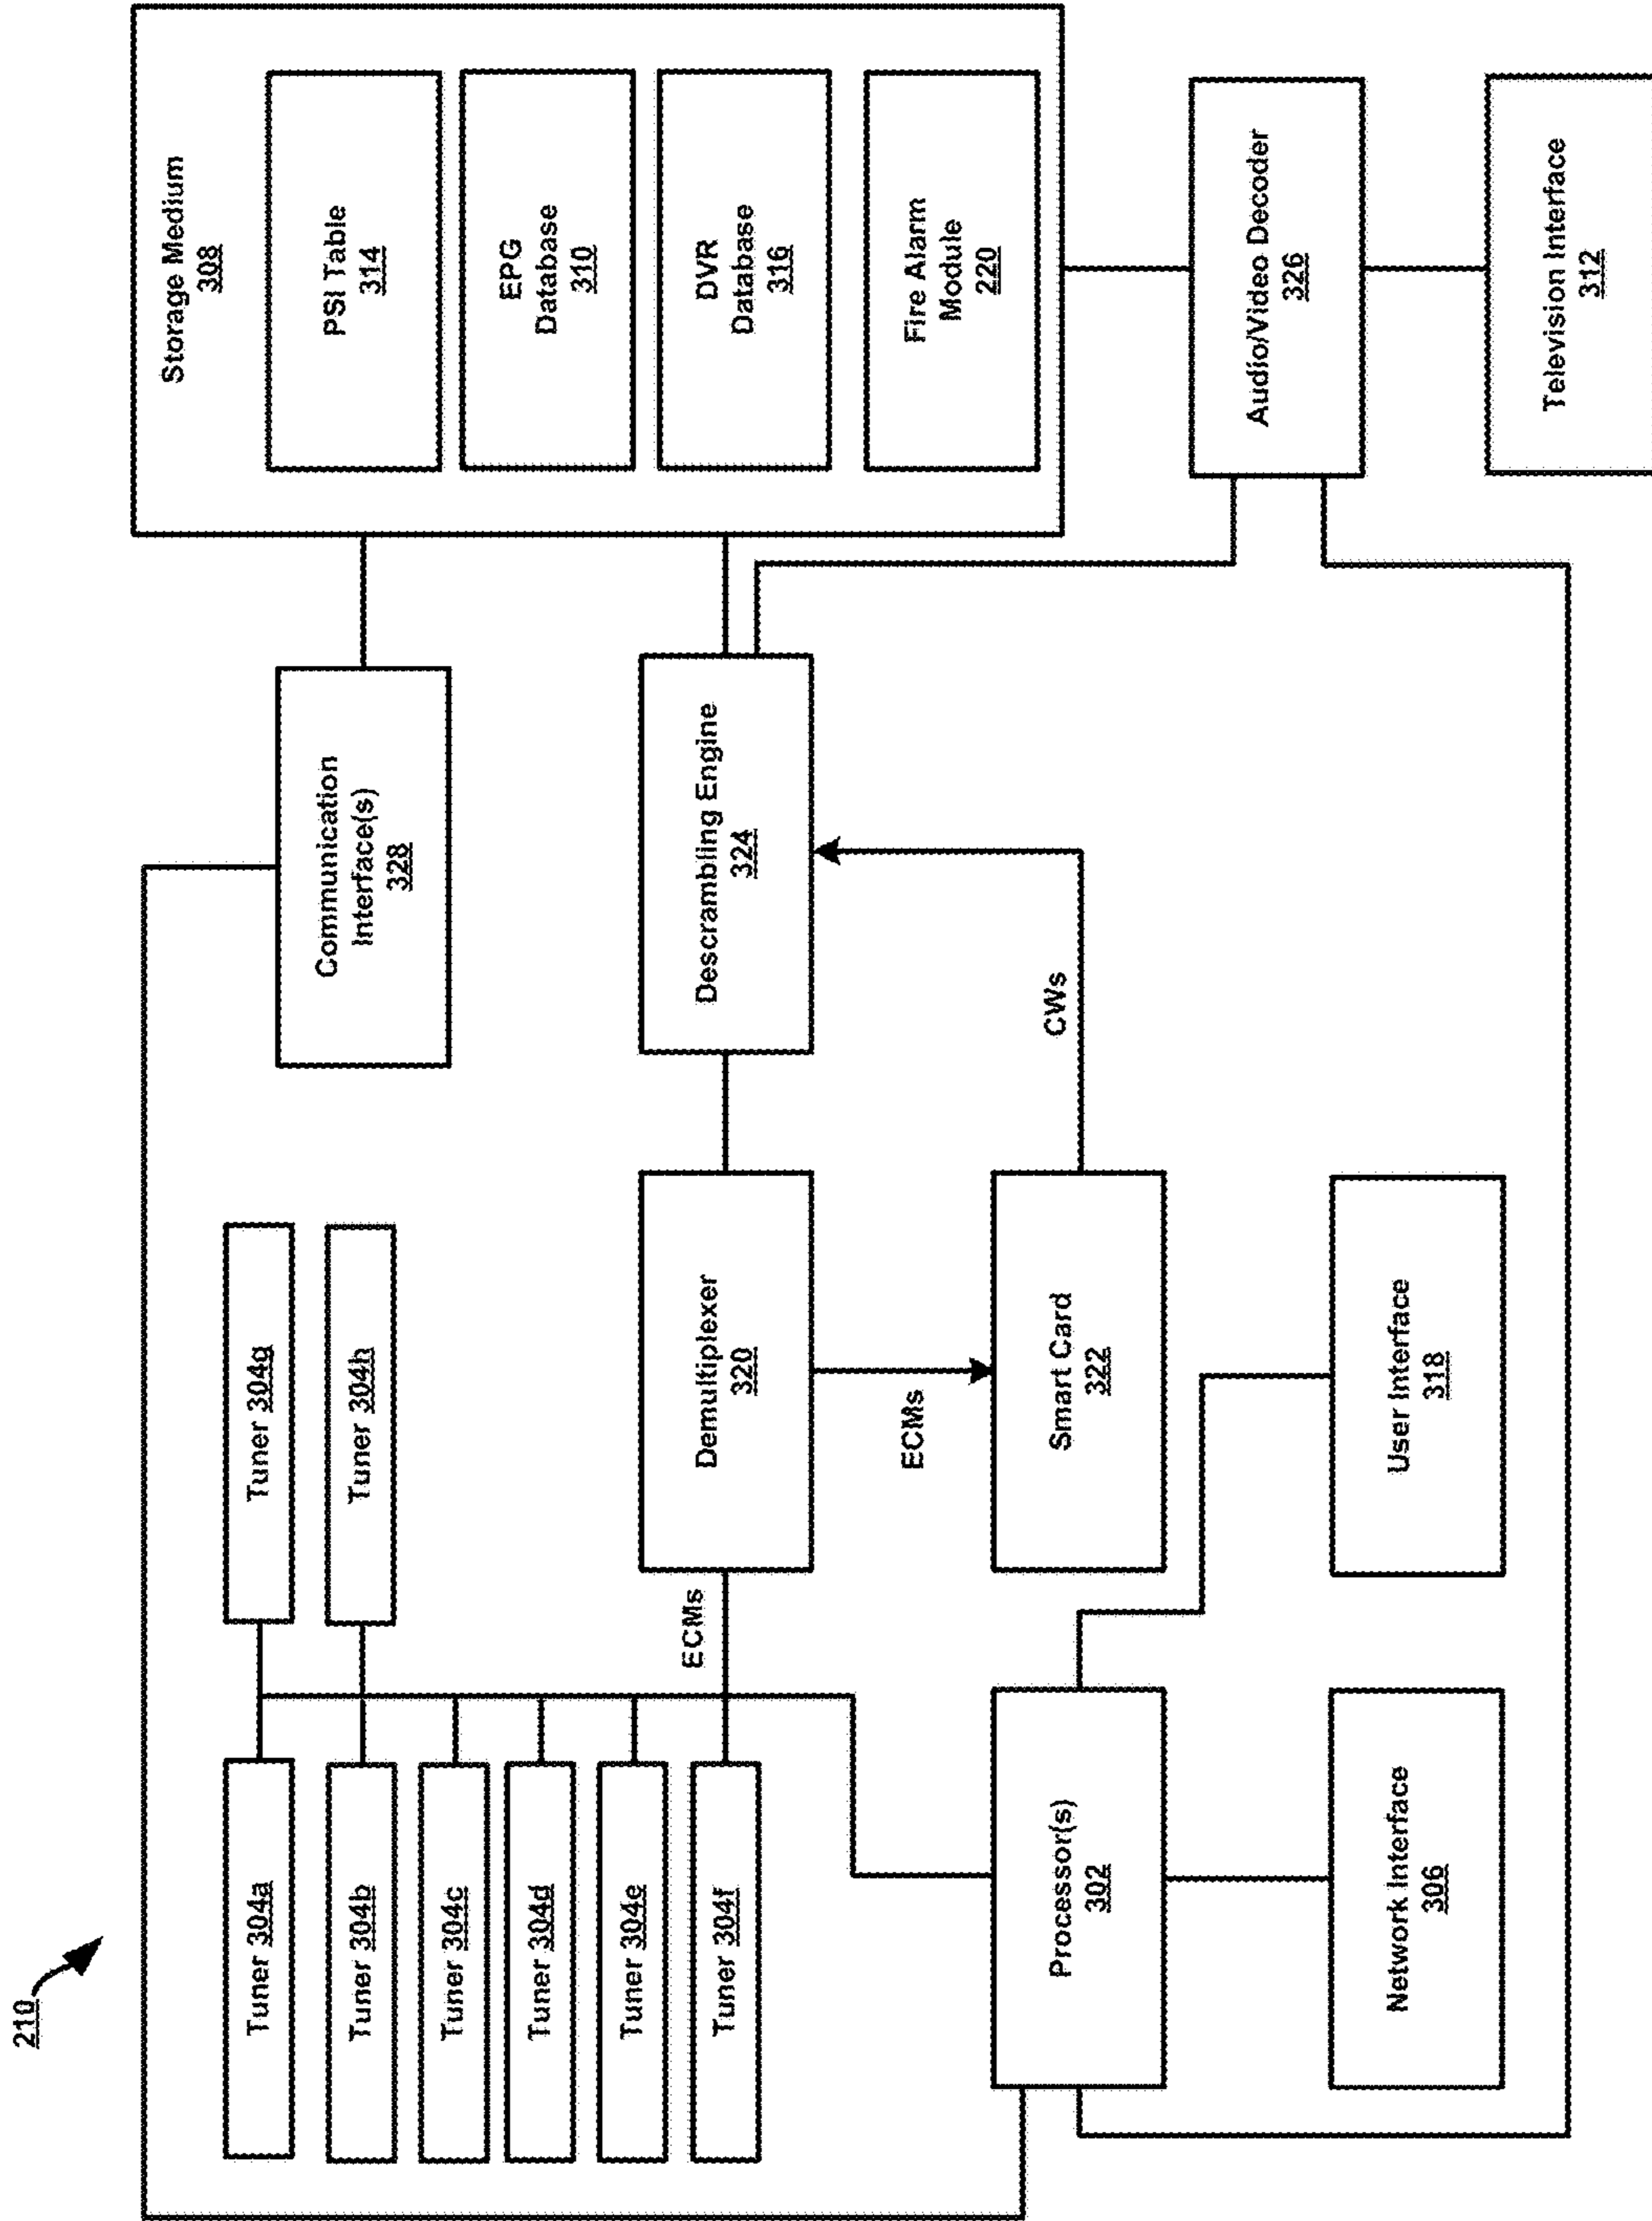 210
Tuner 304a
Tuner 304b
Tuner 304c
Tuner 304d
Tuner 304e
Tuner 304f
Tuner 304g
Tuner 304h
Communication
Interface(s)
328
Storage Medium
308
PSI Table
314
EPG
Database
310
DVR
Database
316
Fire Alarm
Module
220
ECMs
Demultiplexer
320
Descrambling Engine
324
ECMs
CWs
Processor(s)
302
Smart Card
322
Audio/Video Decoder
326
Network Interface
306
User Interface
318
Television Interface
312